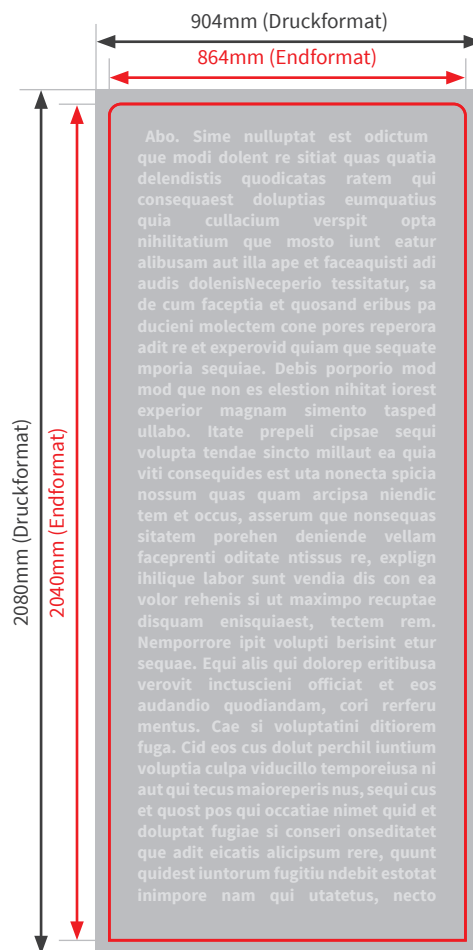 904mm (Druckformat)
864mm (Endformat)
2080mm (Druckformat)
2040mm (Endformat)
Abo. Sime nulluptat est odictum
que modi dolent re sitiat quas quatia
delendistis quodicatas ratem qui
consequaest doluptias eumquatius
quia cullacium verspit opta
nihilitatium que mosto iunt eatur
alibusam aut illa ape et faceaquisti adi
audis dolenisNeceperio tessitatur, sa
de cum faceptia et quosand eribus pa
ducieni molectem cone pores reperora
adit re et experovid quiam que sequate
mporia sequiae. Debis porporio mod
mod que non es elestion nihitat iorest
experior magnam simento tasped
ullabo. Itate prepeli cipsae sequi
volupta tendae sincto millaut ea quia
viti consequides est uta nonecta spicia
nossum quas quam arcipsa niendic
tem et occus, asserum que nonsequas
sitatem porehen deniende vellam
faceprenti oditate ntissus re, explign
ihilique labor sunt vendia dis con ea
volor rehenis si ut maximpo recuptae
disquam enisquiaest, tectem rem.
Nemporrore ipit volupti berisint etur
sequae. Equi alis qui dolorep eritibusa
verovit inctuscieni officiat et eos
audandio quodiandam, cori rerferu
mentus. Cae si voluptatini ditiorem
fuga. Cid eos cus dolut perchil iuntium
voluptia culpa viducillo temporeiusa ni
aut qui tecus maioreperis nus, sequi cus
et quost pos qui occatiae nimet quid et
doluptat fugiae si conseri onseditatet
que adit eicatis alicipsum rere, quunt
quidest iuntorum fugitiu ndebit estotat
inimpore nam qui utatetus, necto